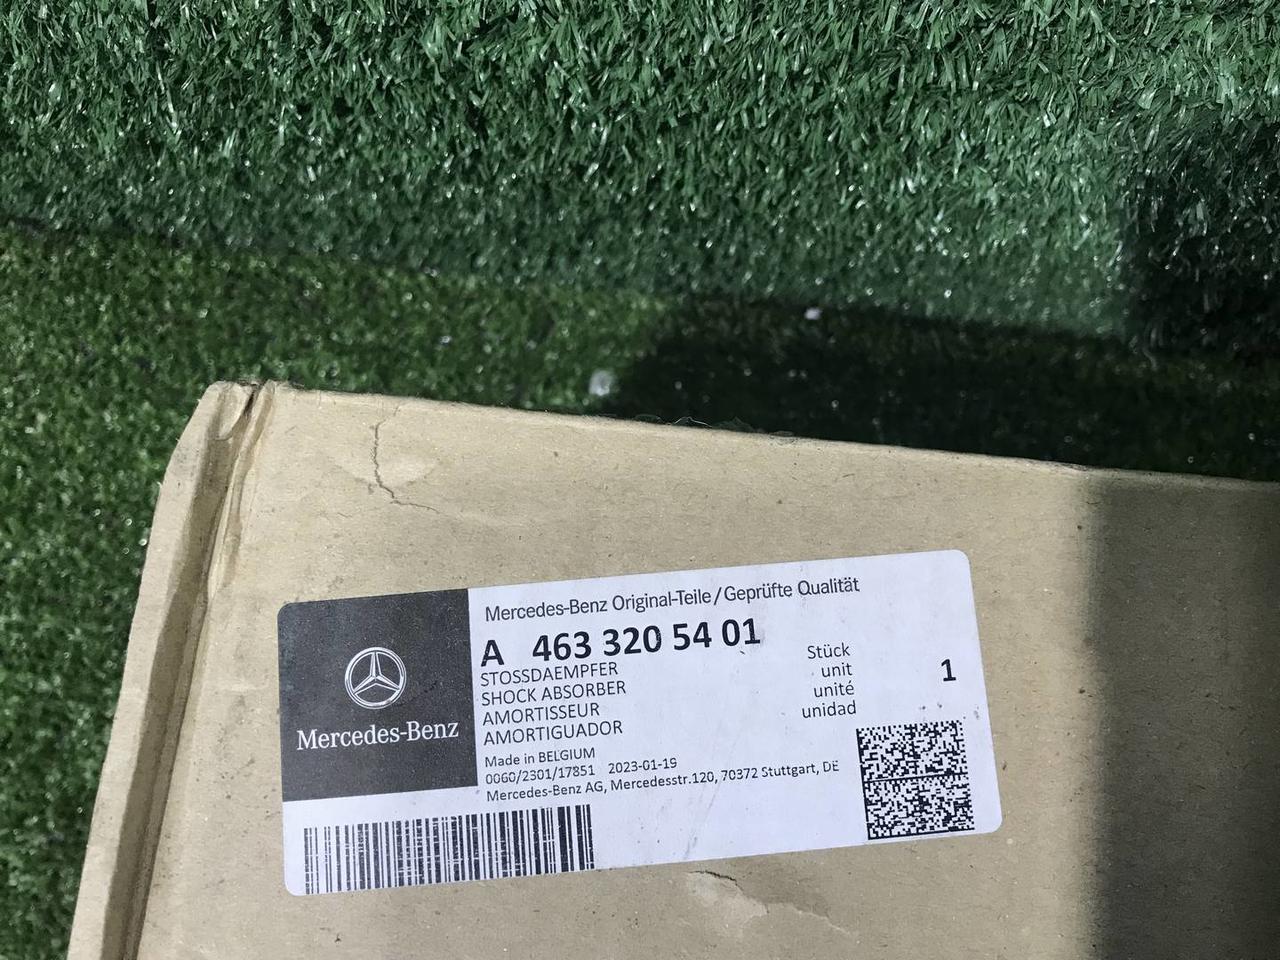 Mercedes-Benz
Mercedes-Benz Original-Teile/Geprüfte Qualität
A 463 320 54 01
STOSSDAEMPFER
SHOCK ABSORBER
AMORTISSEUR
AMORTIGUADOR
Stück
unit
unité
unidad
1
Made in BELGIUM
0060/2301/17851 2023-01-19
Mercedes-Benz AG, Mercedesstr.120, 70372 Stuttgart, DE